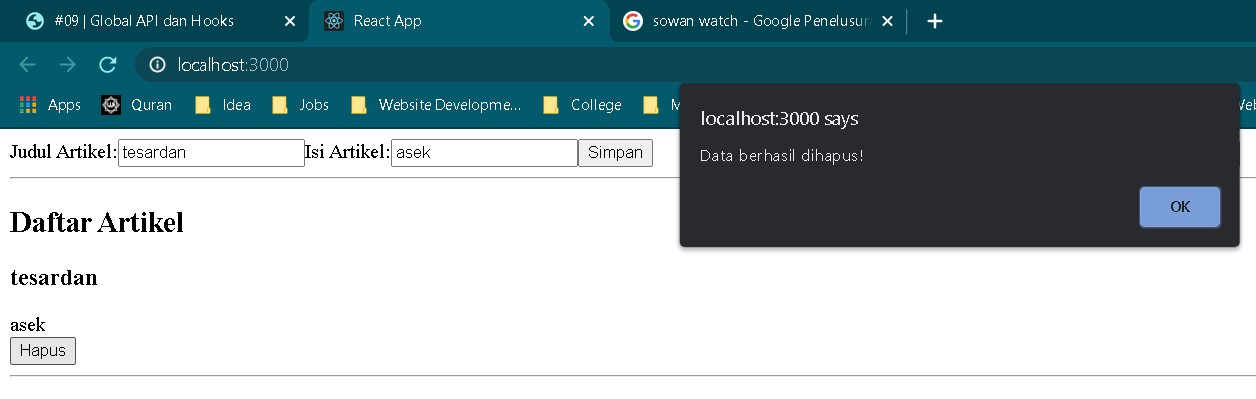 #09 | Global API dan Hooks React App sowan watch - Google Penelusur
localhost:3000
Apps Quran Idea Jobs Website Developme... College
localhost:3000 says
Data berhasil dihapus!
OK
Judul Artikel: tesardan Isi Artikel: asek Simpan
Daftar Artikel
tesardan
asek
Hapus